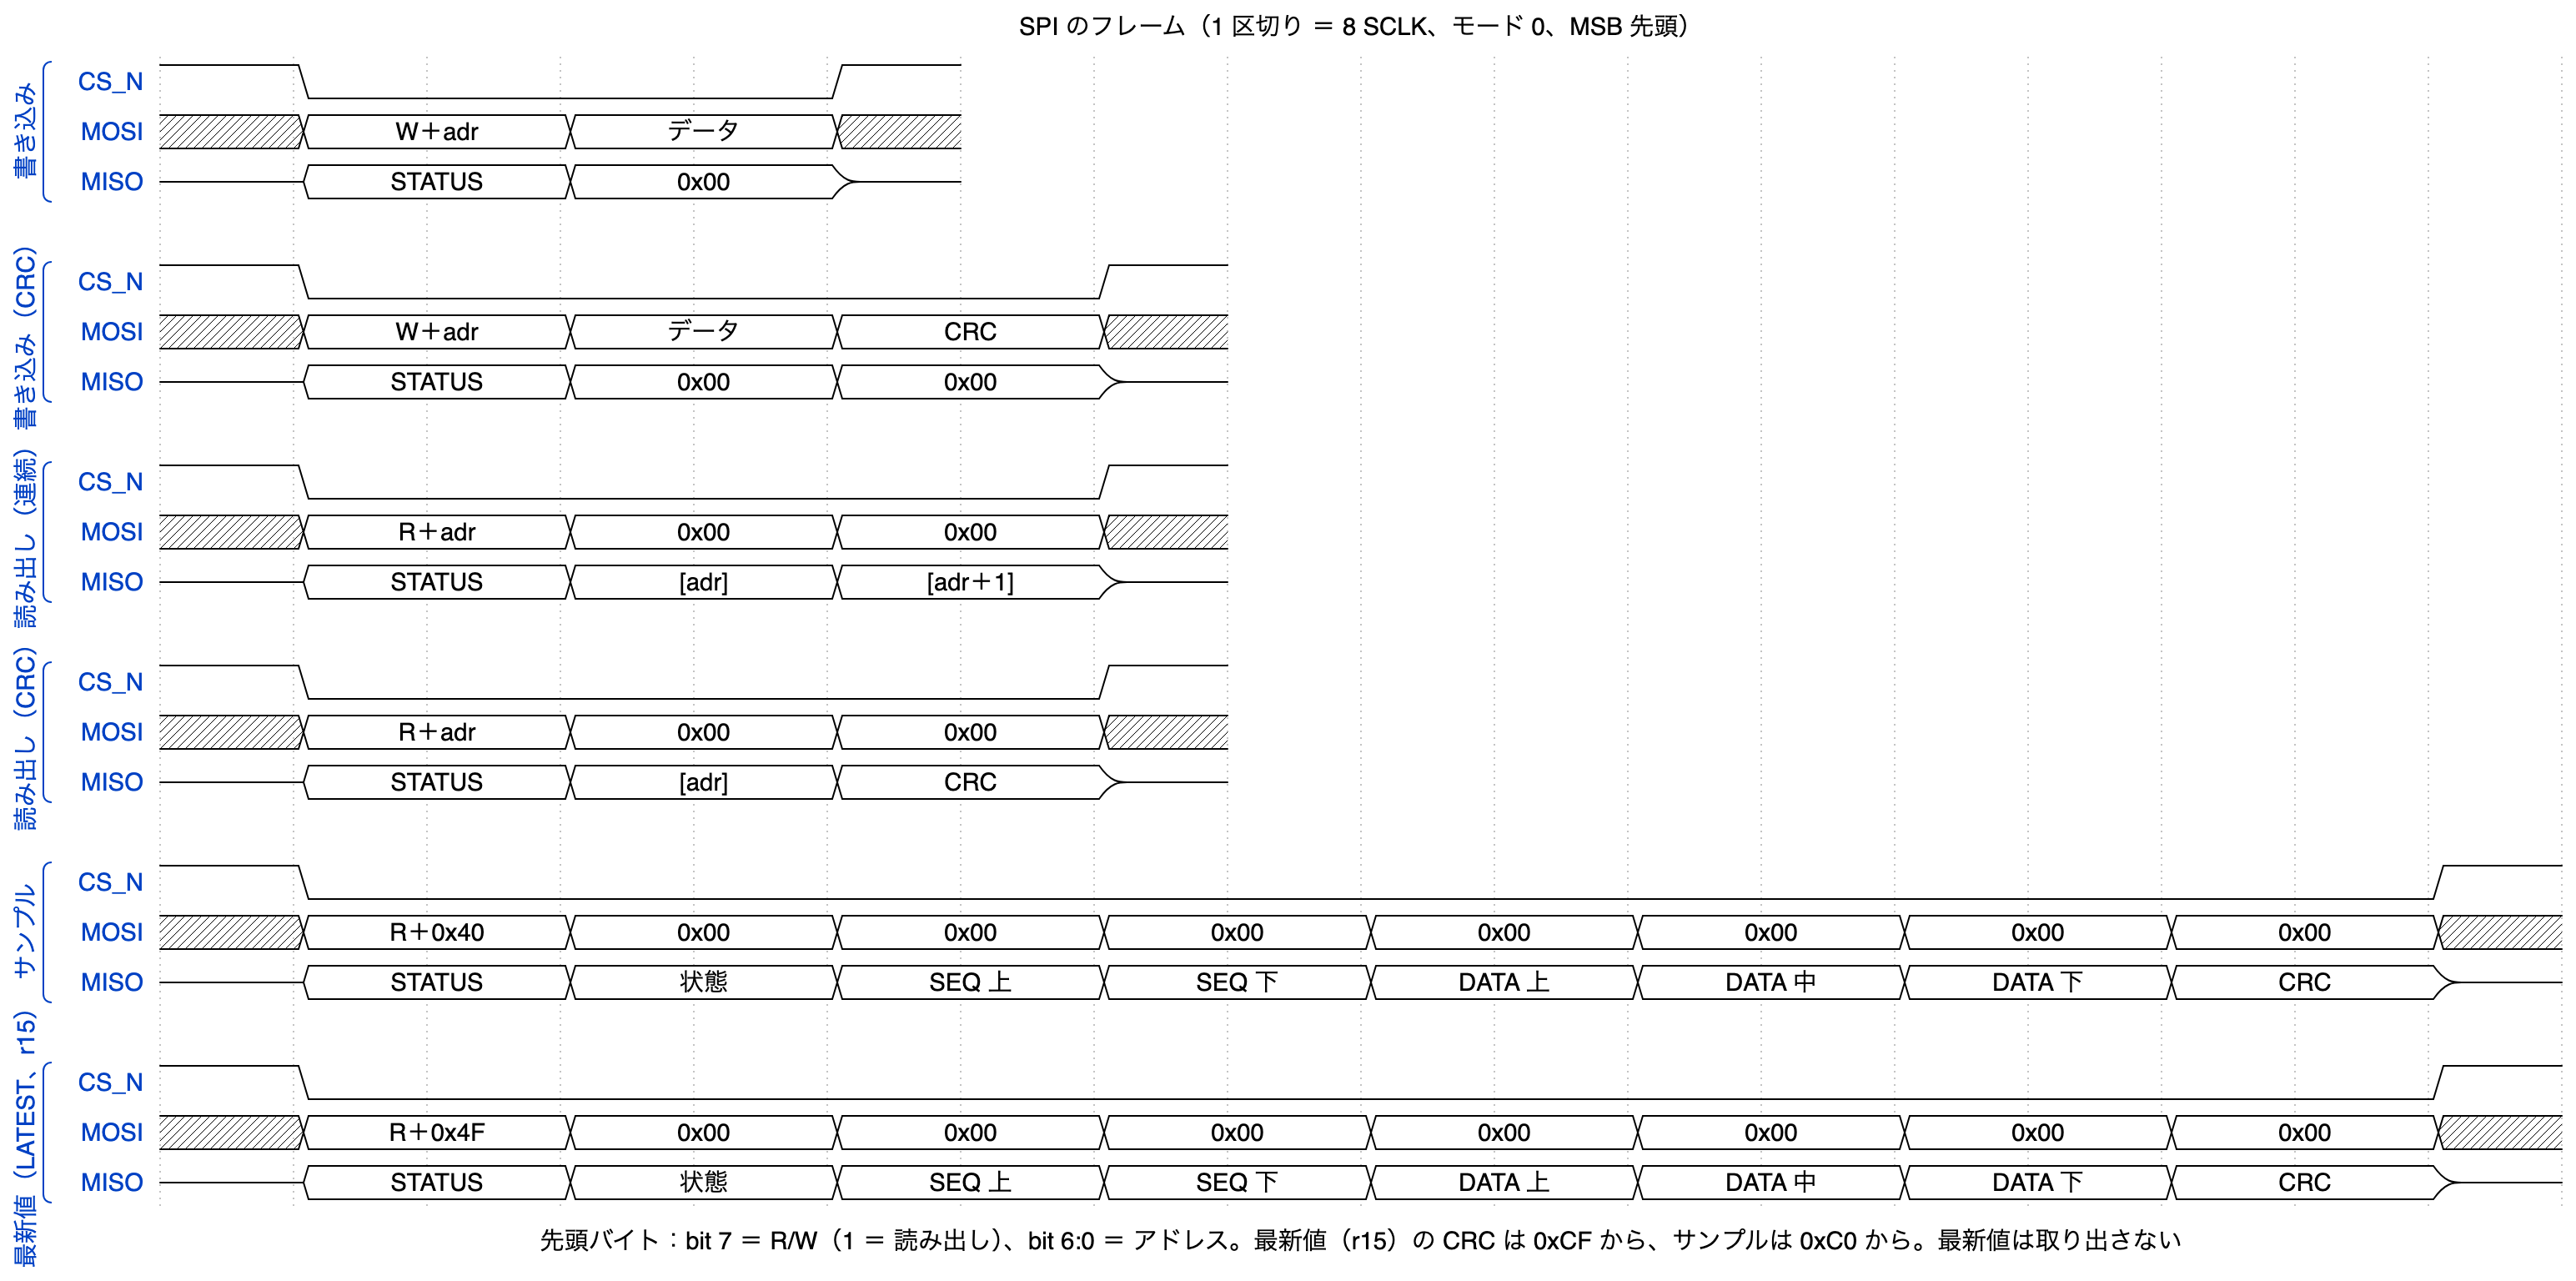 SPI のフレーム（1 区切り ＝ 8 SCLK、モード 0、MSB 先頭）
書き込み
CS_N
MOSI W＋adr データ
MISO STATUS 0x00
書き込み（CRC）
CS_N
MOSI W＋adr データ CRC
MISO STATUS 0x00 0x00
読み出し（連続）
CS_N
MOSI R＋adr 0x00 0x00
MISO STATUS [adr] [adr＋1]
読み出し（CRC）
CS_N
MOSI R＋adr 0x00 0x00
MISO STATUS [adr] CRC
サンプル
CS_N
MOSI R＋0x40 0x00 0x00 0x00 0x00 0x00 0x00 0x00
MISO STATUS 状態 SEQ 上 SEQ 下 DATA 上 DATA 中 DATA 下 CRC
最新値（LATEST、r15）
CS_N
MOSI R＋0x4F 0x00 0x00 0x00 0x00 0x00 0x00 0x00
MISO STATUS 状態 SEQ 上 SEQ 下 DATA 上 DATA 中 DATA 下 CRC
先頭バイト：bit 7 ＝ R/W（1 ＝ 読み出し）、bit 6:0 ＝ アドレス。最新値（r15）の CRC は 0xCF から、サンプルは 0xC0 から。最新値は取り出さない